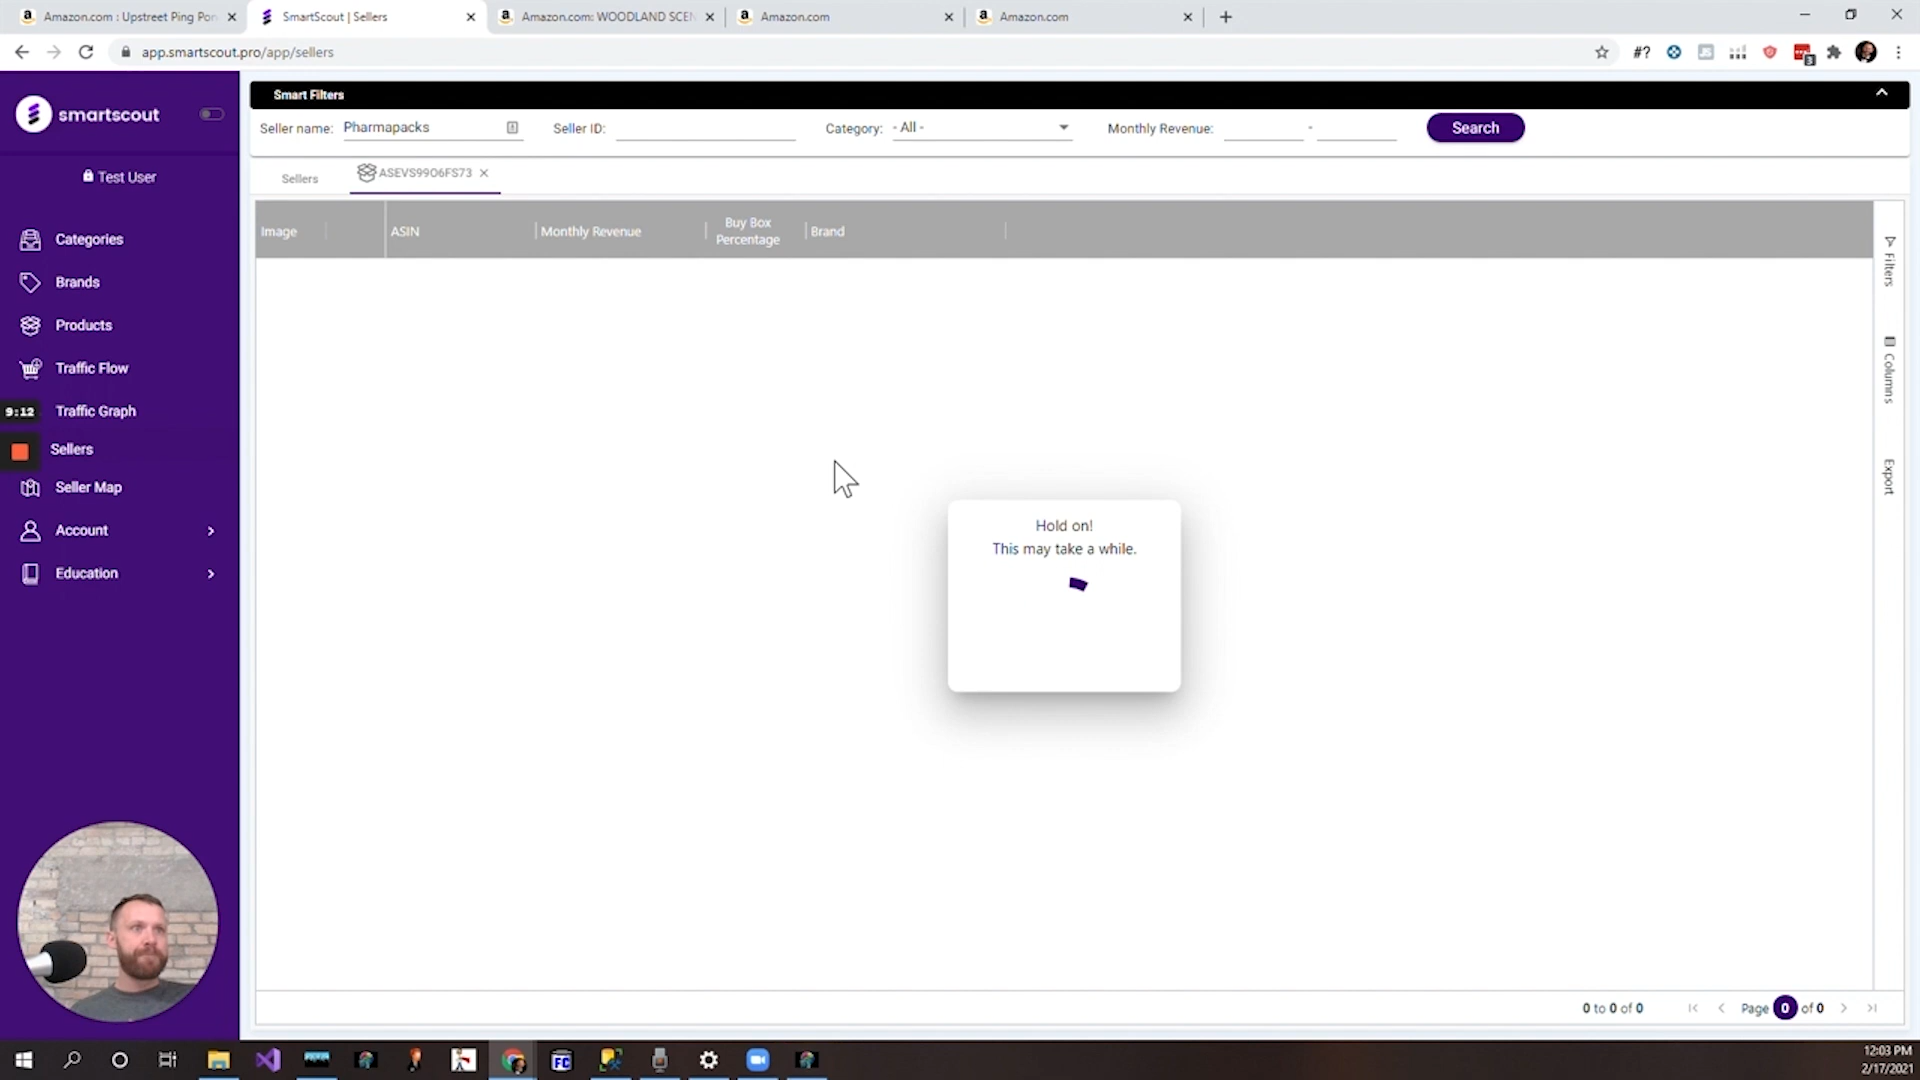 Amazon.com : Upstreet Ping Pon
SmartScout | Sellers
Amazon.com: WOODLAND SCEN
Amazon.com
Amazon.com
app.smartscout.pro/app/sellers
#?
3
smartscout
Test User
Categories
Brands
Products
Traffic Flow
9:12
Traffic Graph
Sellers
Seller Map
Account
Education
Smart Filters
Seller name: Pharmapacks
Seller ID:
Category: - All -
Monthly Revenue: -
Search
Sellers
ASEVS99O6FS73
Image
ASIN
Monthly Revenue
Buy Box
Percentage
Brand
Filters
Columns
Export
Hold on!
This may take a while.
0 to 0 of 0
Page 0 of 0
FC
12:03 PM
2/17/2021